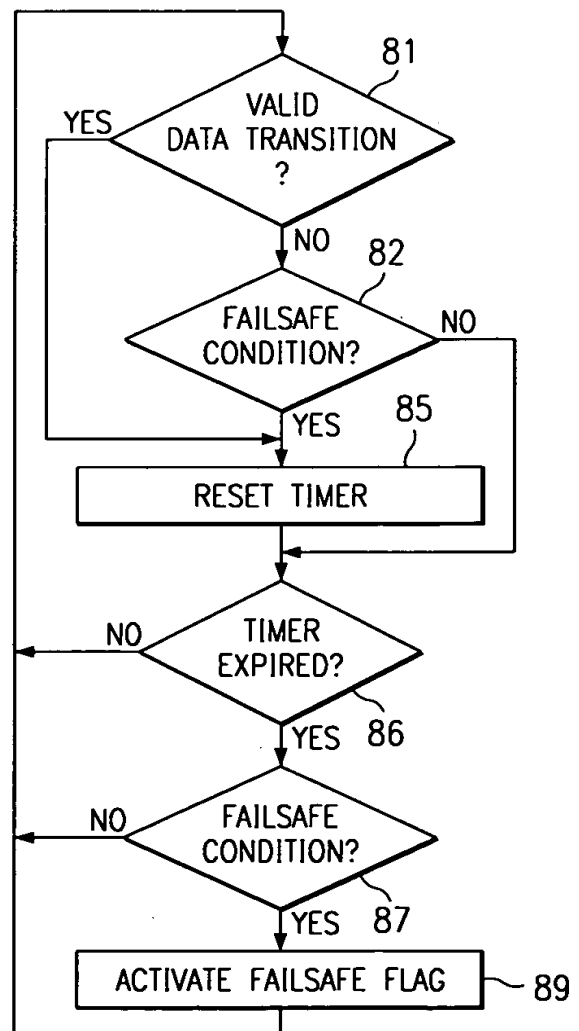 81
VALID
DATA TRANSITION
?
YES
NO
82
FAILSAFE
CONDITION?
NO
YES
85
RESET TIMER
NO
TIMER
EXPIRED?
86
YES
NO
FAILSAFE
CONDITION?
87
YES
ACTIVATE FAILSAFE FLAG
89